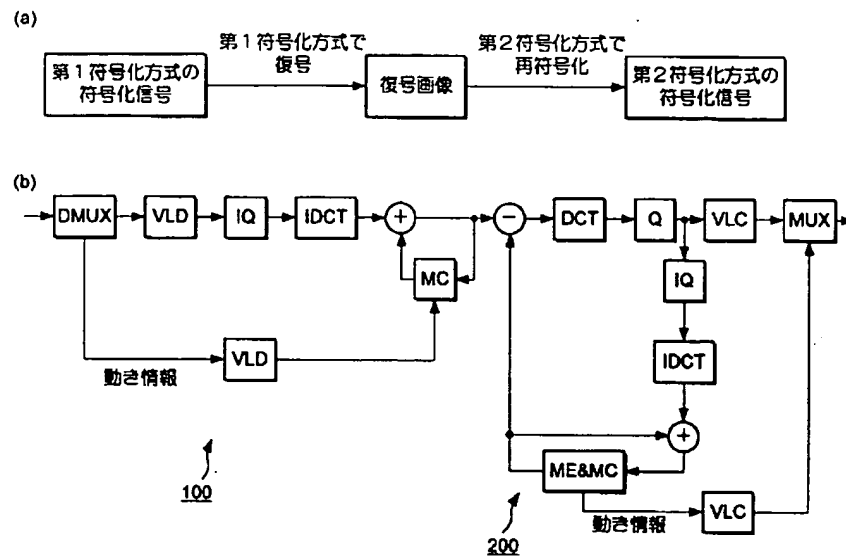 (a)
第1符号化方式の
符号化信号
第1符号化方式で
復号
復号画像
第2符号化方式で
再符号化
第2符号化方式の
符号化信号
(b)
DMUX
VLD
IQ
IDCT
+
−
DCT
Q
VLC
MUX
MC
IQ
VLD
動き情報
IDCT
+
ME&MC
VLC
動き情報
100
200